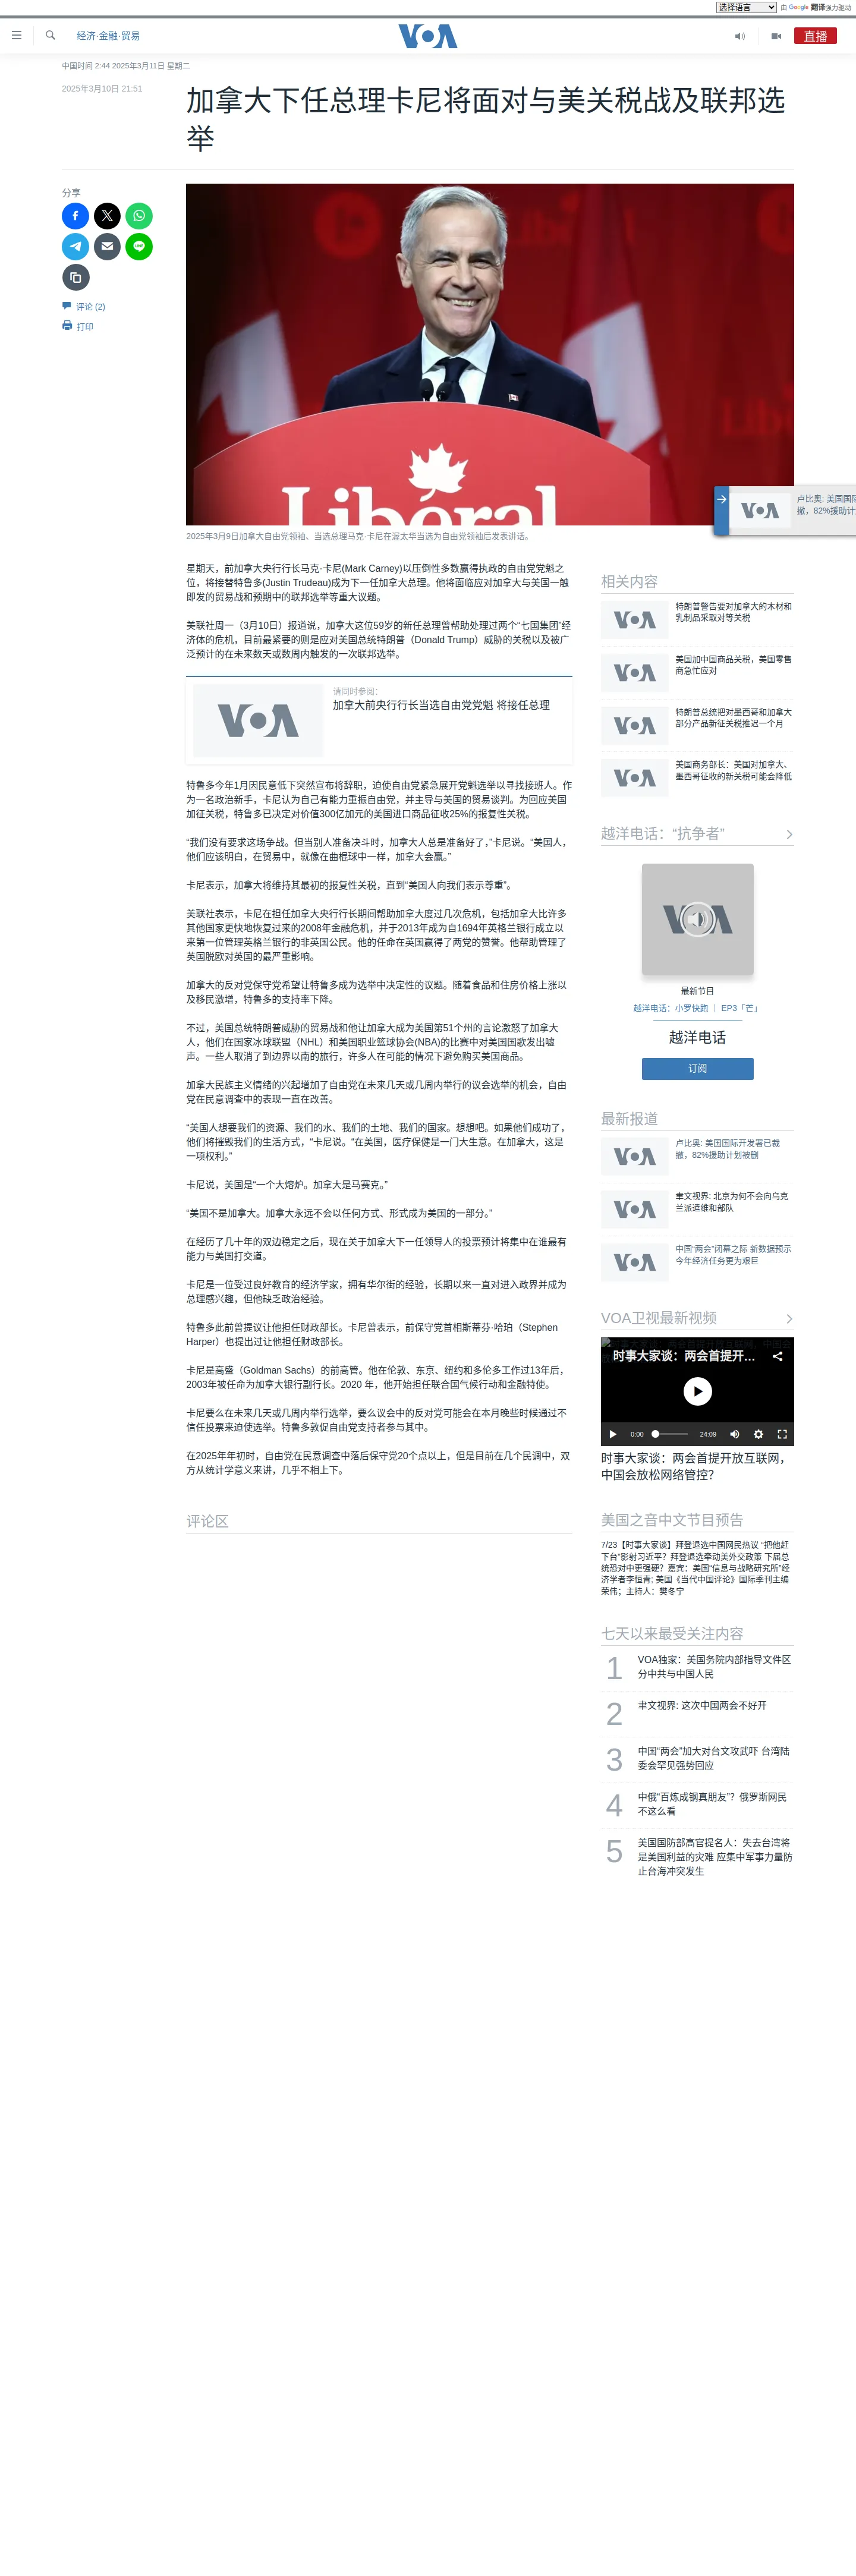 选择语言 由 Google 翻译强力驱动
经济·金融·贸易
VOA
直播
中国时间 2:44 2025年3月11日 星期二
2025年3月10日 21:51
加拿大下任总理卡尼将面对与美关税战及联邦选
举
分享
评论 (2)
打印
Liberal
2025年3月9日加拿大自由党领袖、当选总理马克·卡尼在渥太华当选为自由党领袖后发表讲话。
VOA
卢比奥: 美国国际
撤，82%援助计
星期天，前加拿大央行行长马克·卡尼(Mark Carney)以压倒性多数赢得执政的自由党党魁之
位，将接替特鲁多(Justin Trudeau)成为下一任加拿大总理。他将面临应对加拿大与美国一触
即发的贸易战和预期中的联邦选举等重大议题。
美联社周一（3月10日）报道说，加拿大这位59岁的新任总理曾帮助处理过两个“七国集团”经
济体的危机，目前最紧要的则是应对美国总统特朗普（Donald Trump）威胁的关税以及被广
泛预计的在未来数天或数周内触发的一次联邦选举。
VOA
请同时参阅：
加拿大前央行行长当选自由党党魁 将接任总理
特鲁多今年1月因民意低下突然宣布将辞职，迫使自由党紧急展开党魁选举以寻找接班人。作
为一名政治新手，卡尼认为自己有能力重振自由党，并主导与美国的贸易谈判。为回应美国
加征关税，特鲁多已决定对价值300亿加元的美国进口商品征收25%的报复性关税。
“我们没有要求这场争战。但当别人准备决斗时，加拿大人总是准备好了，”卡尼说。“美国人，
他们应该明白，在贸易中，就像在曲棍球中一样，加拿大会赢。”
卡尼表示，加拿大将维持其最初的报复性关税，直到“美国人向我们表示尊重”。
美联社表示，卡尼在担任加拿大央行行长期间帮助加拿大度过几次危机，包括加拿大比许多
其他国家更快地恢复过来的2008年金融危机，并于2013年成为自1694年英格兰银行成立以
来第一位管理英格兰银行的非英国公民。他的任命在英国赢得了两党的赞誉。他帮助管理了
英国脱欧对英国的最严重影响。
加拿大的反对党保守党希望让特鲁多成为选举中决定性的议题。随着食品和住房价格上涨以
及移民激增，特鲁多的支持率下降。
不过，美国总统特朗普威胁的贸易战和他让加拿大成为美国第51个州的言论激怒了加拿大
人，他们在国家冰球联盟（NHL）和美国职业篮球协会(NBA)的比赛中对美国国歌发出嘘
声。一些人取消了到边界以南的旅行，许多人在可能的情况下避免购买美国商品。
加拿大民族主义情绪的兴起增加了自由党在未来几天或几周内举行的议会选举的机会，自由
党在民意调查中的表现一直在改善。
“美国人想要我们的资源、我们的水、我们的土地、我们的国家。想想吧。如果他们成功了，
他们将摧毁我们的生活方式，“卡尼说。“在美国，医疗保健是一门大生意。在加拿大，这是
一项权利。”
卡尼说，美国是“一个大熔炉。加拿大是马赛克。”
“美国不是加拿大。加拿大永远不会以任何方式、形式成为美国的一部分。”
在经历了几十年的双边稳定之后，现在关于加拿大下一任领导人的投票预计将集中在谁最有
能力与美国打交道。
卡尼是一位受过良好教育的经济学家，拥有华尔街的经验，长期以来一直对进入政界并成为
总理感兴趣，但他缺乏政治经验。
特鲁多此前曾提议让他担任财政部长。卡尼曾表示，前保守党首相斯蒂芬·哈珀（Stephen
Harper）也提出过让他担任财政部长。
卡尼是高盛（Goldman Sachs）的前高管。他在伦敦、东京、纽约和多伦多工作过13年后，
2003年被任命为加拿大银行副行长。2020 年，他开始担任联合国气候行动和金融特使。
卡尼要么在未来几天或几周内举行选举，要么议会中的反对党可能会在本月晚些时候通过不
信任投票来迫使选举。特鲁多敦促自由党支持者参与其中。
在2025年年初时，自由党在民意调查中落后保守党20个点以上，但是目前在几个民调中，双
方从统计学意义来讲，几乎不相上下。
评论区
相关内容
VOA
特朗普警告要对加拿大的木材和
乳制品采取对等关税
VOA
美国加中国商品关税，美国零售
商急忙应对
VOA
特朗普总统把对墨西哥和加拿大
部分产品新征关税推迟一个月
VOA
美国商务部长：美国对加拿大、
墨西哥征收的新关税可能会降低
越洋电话：“抗争者”
VOA
最新节目
越洋电话：小罗快跑 ｜ EP3「芒」
越洋电话
订阅
最新报道
VOA
卢比奥: 美国国际开发署已裁
撤，82%援助计划被删
VOA
聿文视界: 北京为何不会向乌克
兰派遣维和部队
VOA
中国“两会”闭幕之际 新数据预示
今年经济任务更为艰巨
VOA卫视最新视频
时事大家谈：两会首提开…
0:00 24:09
时事大家谈：两会首提开放互联网，
中国会放松网络管控？
美国之音中文节目预告
7/23【时事大家谈】拜登退选中国网民热议 “把他赶
下台”影射习近平？拜登退选牵动美外交政策 下届总
统恐对中更强硬？嘉宾：美国“信息与战略研究所”经
济学者李恒青; 美国《当代中国评论》国际季刊主编
荣伟；主持人：樊冬宁
七天以来最受关注内容
1 VOA独家：美国务院内部指导文件区
分中共与中国人民
2 聿文视界: 这次中国两会不好开
3 中国“两会”加大对台文攻武吓 台湾陆
委会罕见强势回应
4 中俄“百炼成钢真朋友”？俄罗斯网民
不这么看
5 美国国防部高官提名人：失去台湾将
是美国利益的灾难 应集中军事力量防
止台海冲突发生